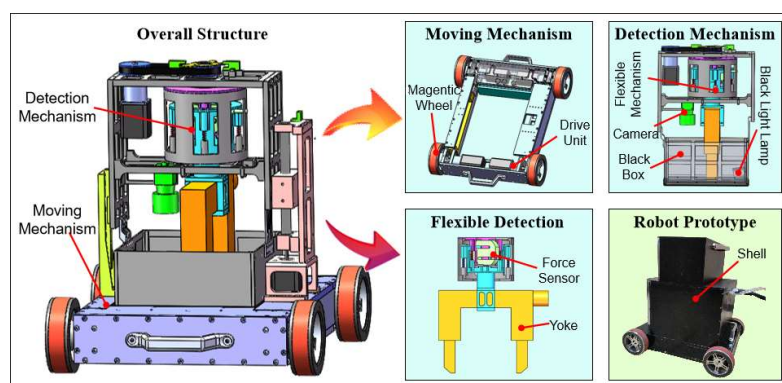 Overall Structure
Detection
Mechanism
Moving
Mechanism
Moving Mechanism
Magentic
Wheel
Drive
Unit
Detection Mechanism
Flexible
Mechanism
Camera
Black
Box
Black Light Lamp
Flexible Detection
Force
Sensor
Yoke
Robot Prototype
Shell